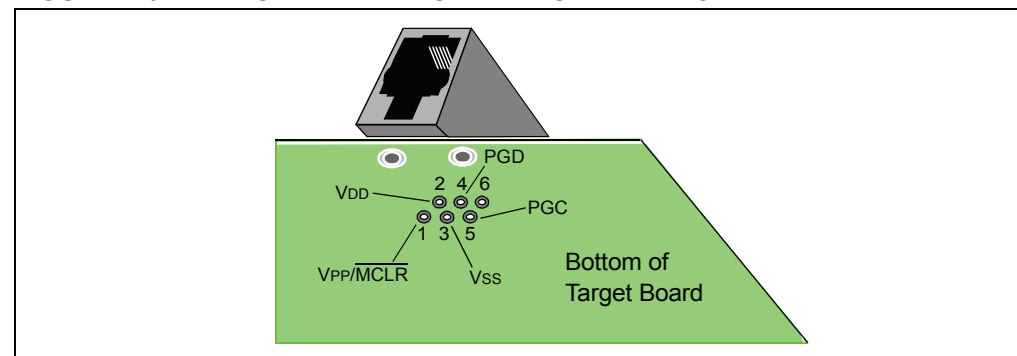 PGD
2 4 6
VDD
PGC
1 3 5
VPP/MCLR
VSS
Bottom of
Target Board